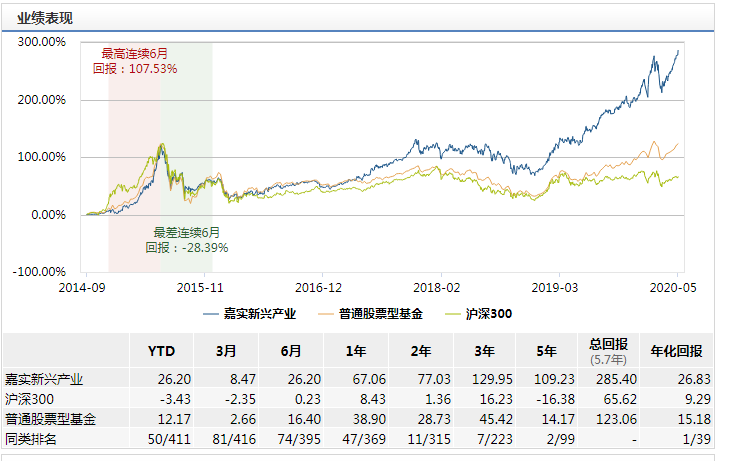 业绩表现
300.00%
最高连续6月
回报：107.53%
200.00%
100.00%
0.00%
最差连续6月
回报：-28.39%
-100.00%
2014-09 2015-11 2016-12 2018-02 2019-03 2020-05
嘉实新兴产业 普通股票型基金 沪深300
YTD 3月 6月 1年 2年 3年 5年 总回报 (5.7年) 年化回报
嘉实新兴产业 26.20 8.47 26.20 67.06 77.03 129.95 109.23 285.40 26.83
沪深300 -3.43 -2.35 0.23 8.43 1.36 16.23 -16.38 65.62 9.29
普通股票型基金 12.17 2.66 16.40 38.90 28.73 45.42 14.17 123.06 15.18
同类排名 50/411 81/416 74/395 47/369 11/315 7/223 2/99 - 1/39